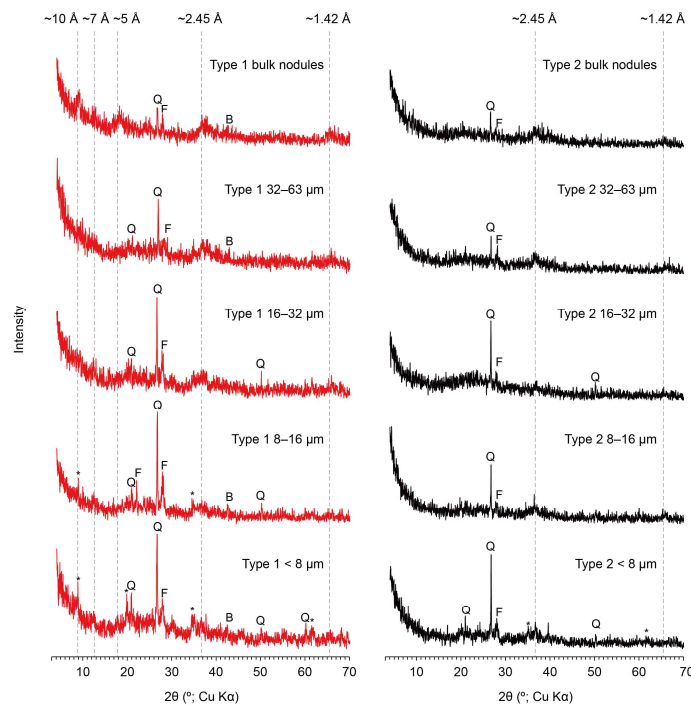 ~10 Å ~7 Å ~5 Å ~2.45 Å ~1.42 Å
~2.45 Å ~1.42 Å
Intensity
Type 1 bulk nodules
Q
F
B
Type 1 32–63 µm
Q
Q
F
B
Type 1 16–32 µm
Q
Q
F
Q
Type 1 8–16 µm
*
Q
F
Q
F
*
B
Q
Type 1 < 8 µm
*
*
Q
Q
F
*
B
Q
Q
*
10 20 30 40 50 60 70
2θ (º; Cu Kα)
Type 2 bulk nodules
Q
F
Type 2 32–63 µm
Q
F
Type 2 16–32 µm
Q
F
Q
Type 2 8–16 µm
Q
F
Type 2 < 8 µm
Q
Q
F
*
Q
*
10 20 30 40 50 60 70
2θ (º; Cu Kα)